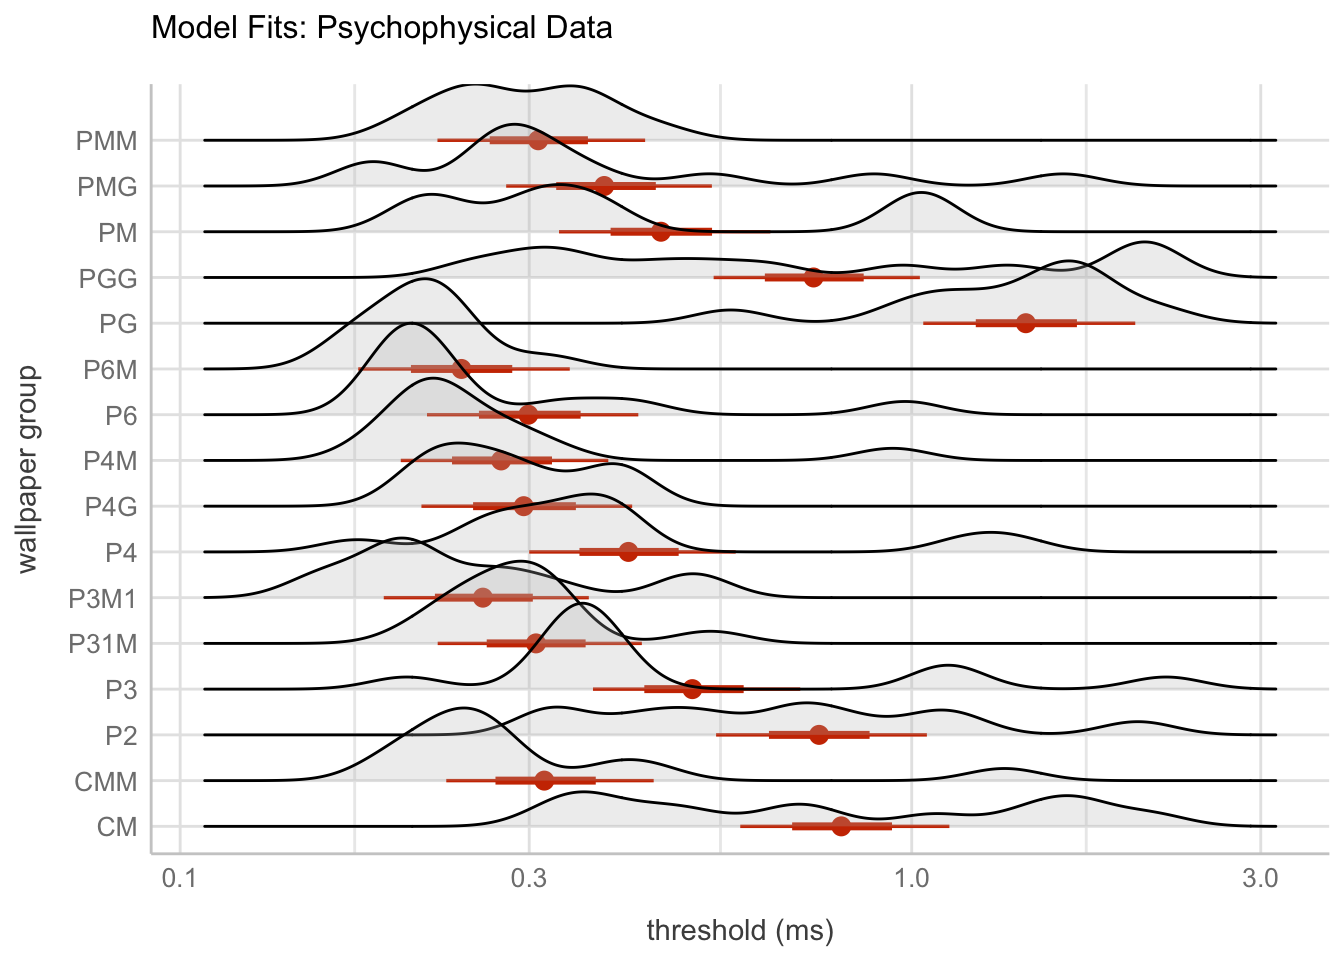 Model Fits: Psychophysical Data
PMM
PMG
PM
PGG
PG
P6M
P6
P4M
P4G
P4
P3M1
P31M
P3
P2
CMM
CM
wallpaper group
0.1 0.3 1.0 3.0
threshold (ms)